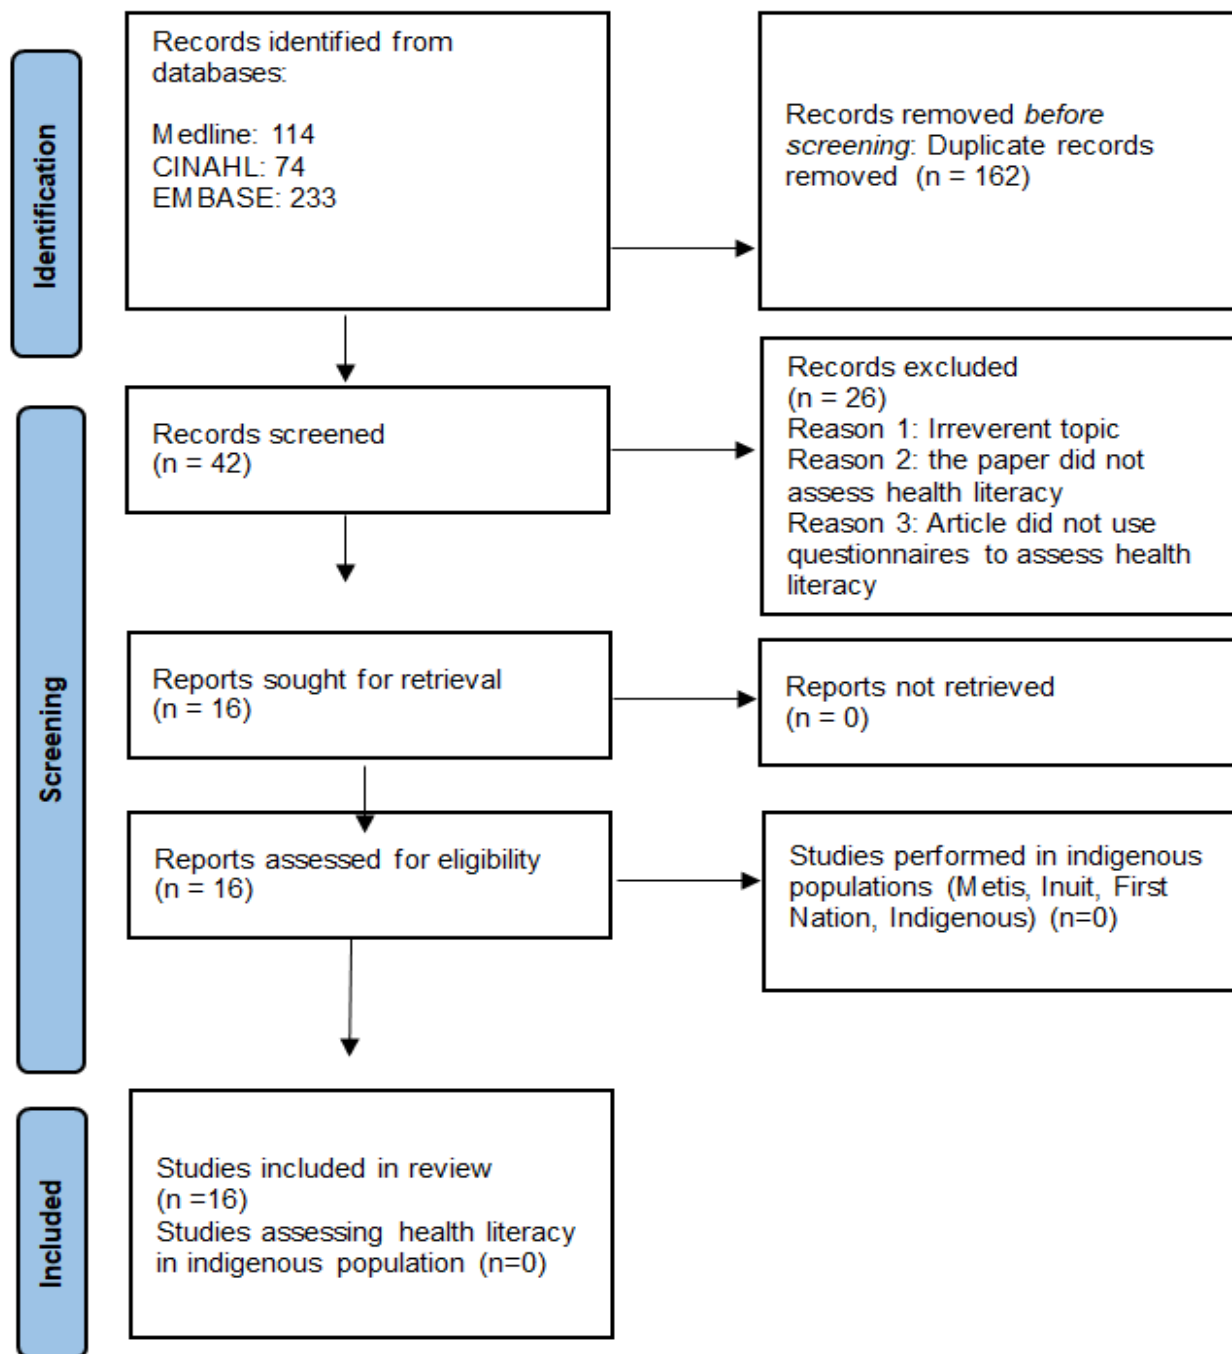 Identification
Records identified from
databases:
Medline: 114
CINAHL: 74
EMBASE: 233
Records removed before
screening: Duplicate records
removed (n = 162)
Screening
Records screened
(n = 42)
Records excluded
(n = 26)
Reason 1: Irreverent topic
Reason 2: the paper did not
assess health literacy
Reason 3: Article did not use
questionnaires to assess health
literacy
Reports sought for retrieval
(n = 16)
Reports not retrieved
(n = 0)
Reports assessed for eligibility
(n = 16)
Studies performed in indigenous
populations (Metis, Inuit, First
Nation, Indigenous) (n=0)
Included
Studies included in review
(n =16)
Studies assessing health literacy
in indigenous population (n=0)